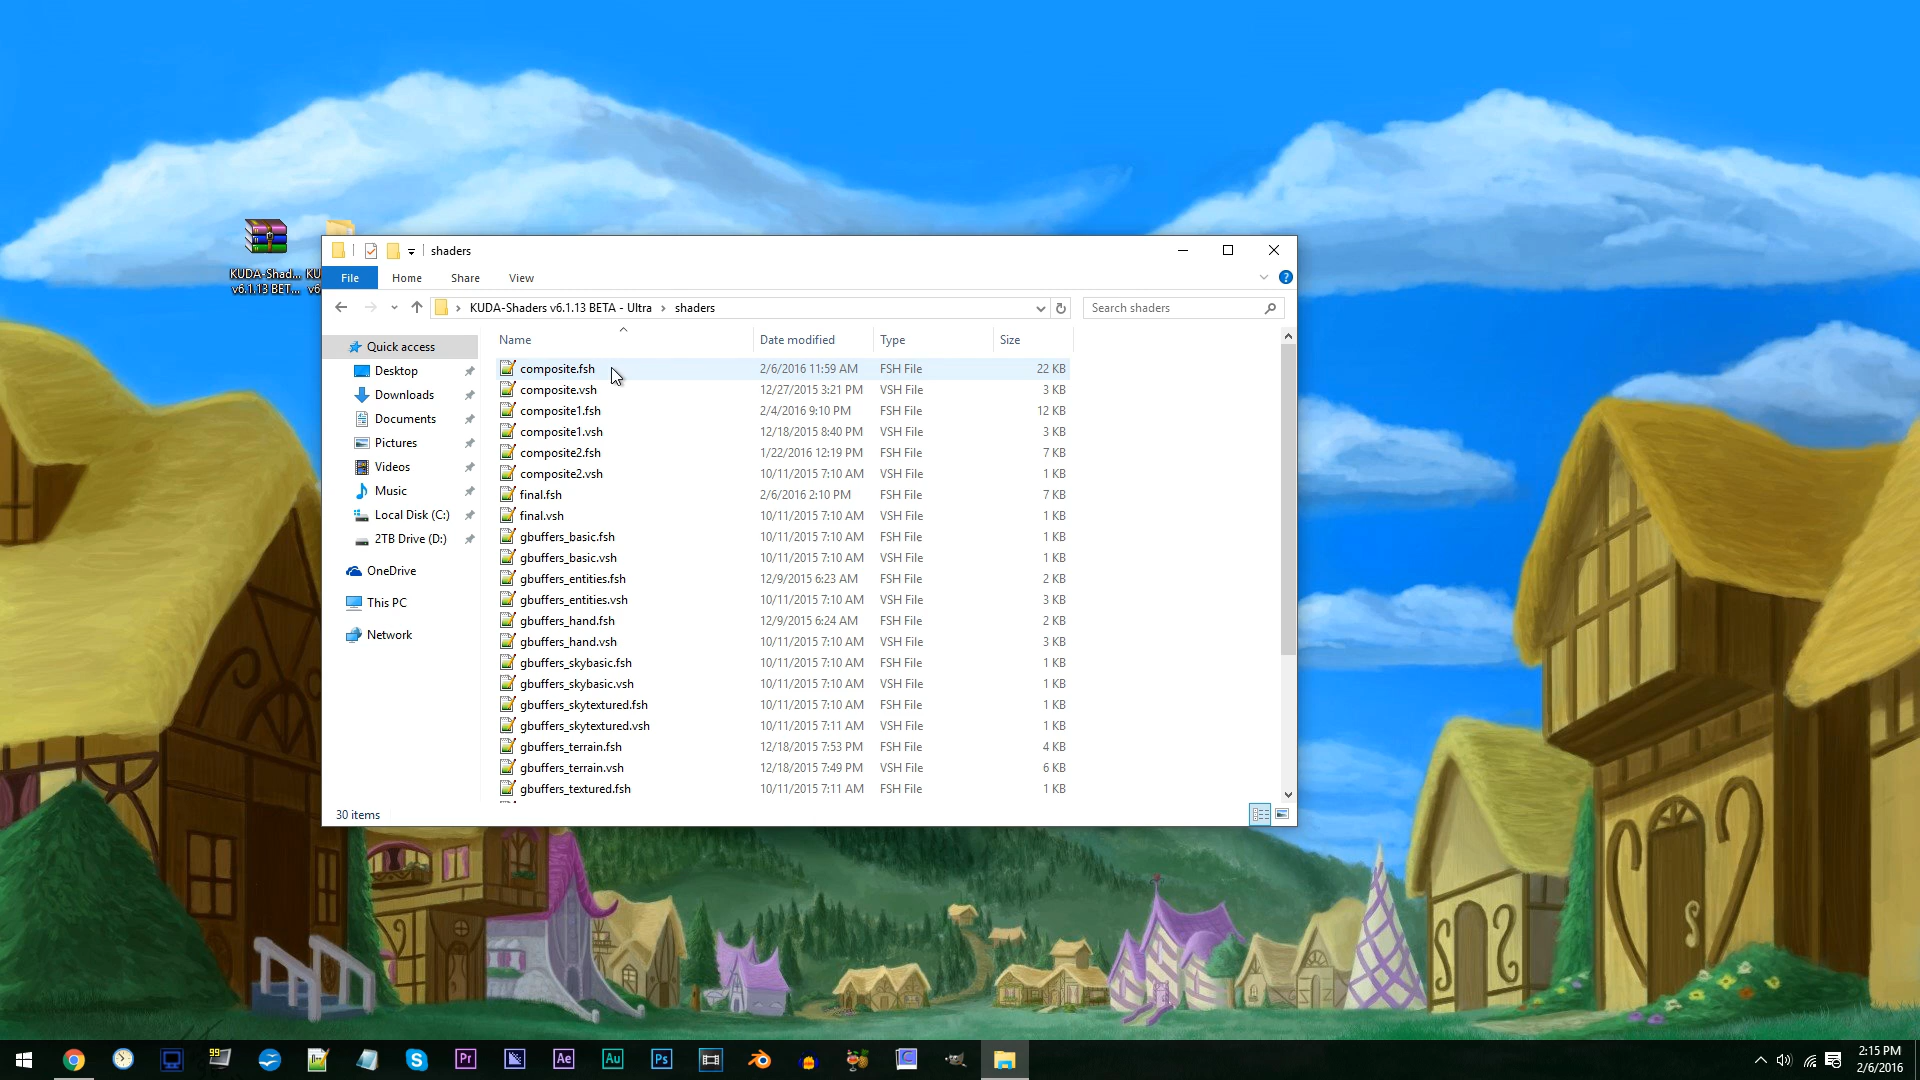 KUDA-Shad...
v6.1.13 BET...
KU
v6
shaders
File
Home
Share
View
KUDA-Shaders v6.1.13 BETA - Ultra
shaders
Search shaders
Quick access
Desktop
Downloads
Documents
Pictures
Videos
Music
Local Disk (C:)
2TB Drive (D:)
OneDrive
This PC
Network
Name Date modified Type Size
composite.fsh 2/6/2016 11:59 AM FSH File 22 KB
composite.vsh 12/27/2015 3:21 PM VSH File 3 KB
composite1.fsh 2/4/2016 9:10 PM FSH File 12 KB
composite1.vsh 12/18/2015 8:40 PM VSH File 3 KB
composite2.fsh 1/22/2016 12:19 PM FSH File 7 KB
composite2.vsh 10/11/2015 7:10 AM VSH File 1 KB
final.fsh 2/6/2016 2:10 PM FSH File 7 KB
final.vsh 10/11/2015 7:10 AM VSH File 1 KB
gbuffers_basic.fsh 10/11/2015 7:10 AM FSH File 1 KB
gbuffers_basic.vsh 10/11/2015 7:10 AM VSH File 1 KB
gbuffers_entities.fsh 12/9/2015 6:23 AM FSH File 2 KB
gbuffers_entities.vsh 10/11/2015 7:10 AM VSH File 3 KB
gbuffers_hand.fsh 12/9/2015 6:24 AM FSH File 2 KB
gbuffers_hand.vsh 10/11/2015 7:10 AM VSH File 3 KB
gbuffers_skybasic.fsh 10/11/2015 7:10 AM FSH File 1 KB
gbuffers_skybasic.vsh 10/11/2015 7:10 AM VSH File 1 KB
gbuffers_skytextured.fsh 10/11/2015 7:10 AM FSH File 1 KB
gbuffers_skytextured.vsh 10/11/2015 7:11 AM VSH File 1 KB
gbuffers_terrain.fsh 12/18/2015 7:53 PM FSH File 4 KB
gbuffers_terrain.vsh 12/18/2015 7:49 PM VSH File 6 KB
gbuffers_textured.fsh 10/11/2015 7:11 AM FSH File 1 KB
30 items
99
Pr
Ae
Au
Ps
2:15 PM
2/6/2016